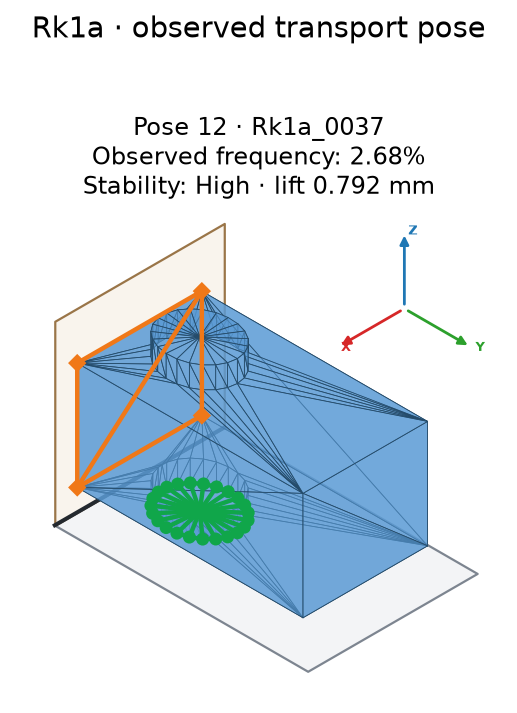 Rk1a · observed transport pose
Pose 12 · Rk1a_0037
Observed frequency: 2.68%
Stability: High · lift 0.792 mm
Z
X
Y